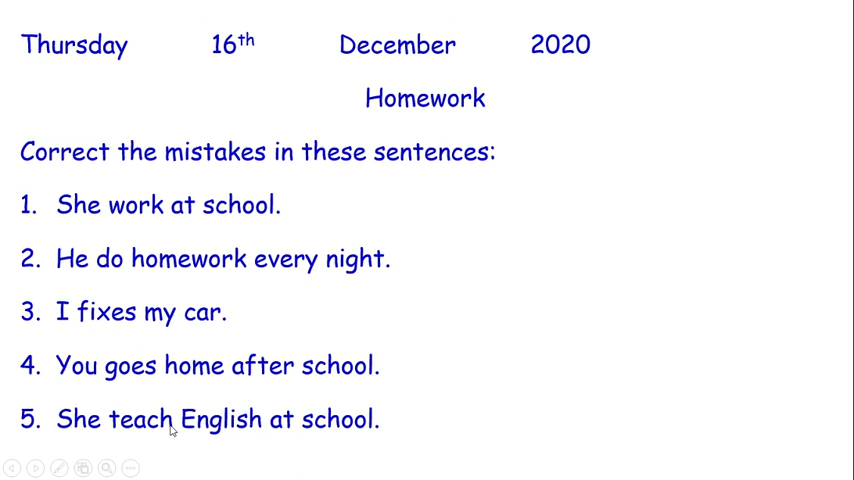 Thursday 16th December 2020
Homework
Correct the mistakes in these sentences:
1. She work at school.
2. He do homework every night.
3. I fixes my car.
4. You goes home after school.
5. She teach English at school.